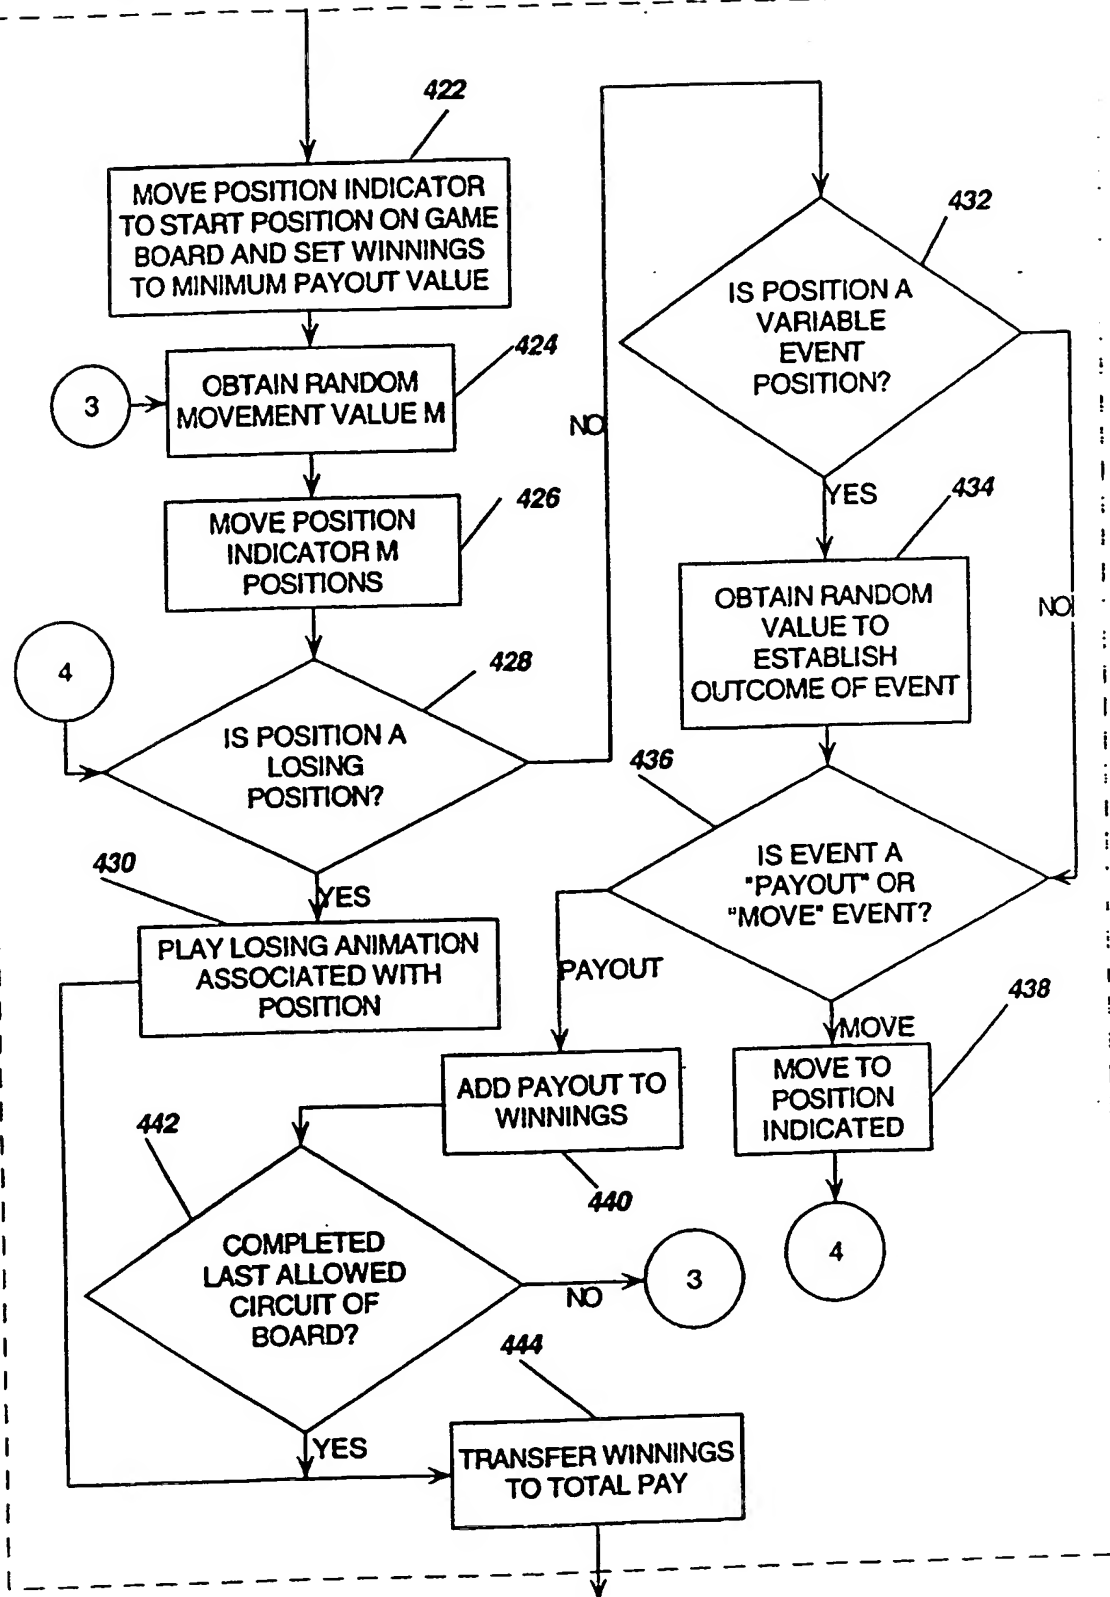 422
MOVE POSITION INDICATOR
TO START POSITION ON GAME
BOARD AND SET WINNINGS
TO MINIMUM PAYOUT VALUE
424
3
OBTAIN RANDOM
MOVEMENT VALUE M
426
MOVE POSITION
INDICATOR M
POSITIONS
4
428
IS POSITION A
LOSING
POSITION?
NO
430
YES
PLAY LOSING ANIMATION
ASSOCIATED WITH
POSITION
432
IS POSITION A
VARIABLE
EVENT
POSITION?
NO
YES
434
OBTAIN RANDOM
VALUE TO
ESTABLISH
OUTCOME OF EVENT
436
IS EVENT A
"PAYOUT" OR
"MOVE" EVENT?
PAYOUT
MOVE
438
MOVE TO
POSITION
INDICATED
4
ADD PAYOUT TO
WINNINGS
440
442
COMPLETED
LAST ALLOWED
CIRCUIT OF
BOARD?
NO
3
YES
444
TRANSFER WINNINGS
TO TOTAL PAY